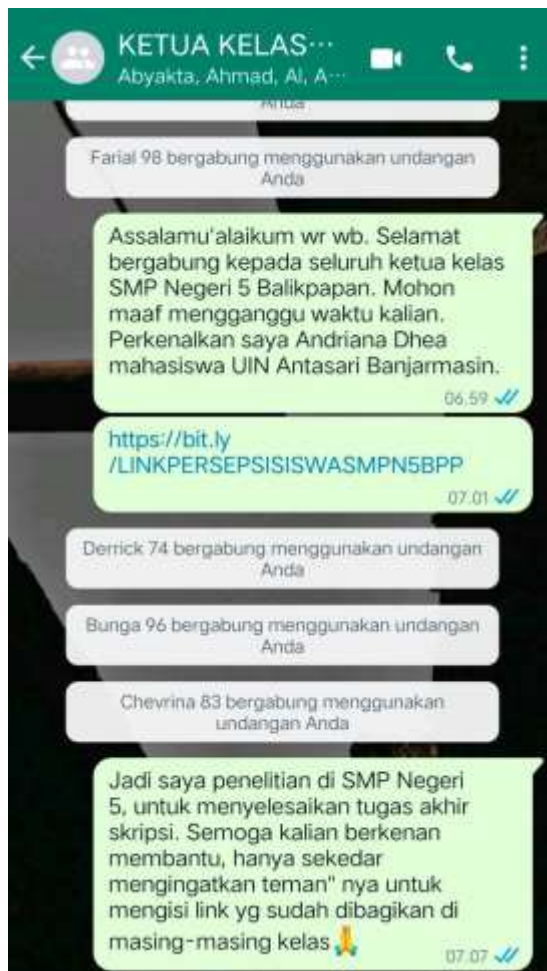 KETUA KELAS...
Abyakta, Ahmad, Al, A...
Anda
Farial 98 bergabung menggunakan undangan
Anda
Assalamu'alaikum wr wb. Selamat
bergabung kepada seluruh ketua kelas
SMP Negeri 5 Balikpapan. Mohon
maaf mengganggu waktu kalian.
Perkenalkan saya Andriana Dhea
mahasiswa UIN Antasari Banjarmasin.
06.59
https://bit.ly
/LINKPERSEPSISISWASMPN5BPP
07.01
Derrick 74 bergabung menggunakan undangan
Anda
Bunga 96 bergabung menggunakan undangan
Anda
Chevrina 83 bergabung menggunakan
undangan Anda
Jadi saya penelitian di SMP Negeri
5, untuk menyelesaikan tugas akhir
skripsi. Semoga kalian berkenan
membantu, hanya sekedar
mengingatkan teman" nya untuk
mengisi link yg sudah dibagikan di
masing-masing kelas🙏
07.07